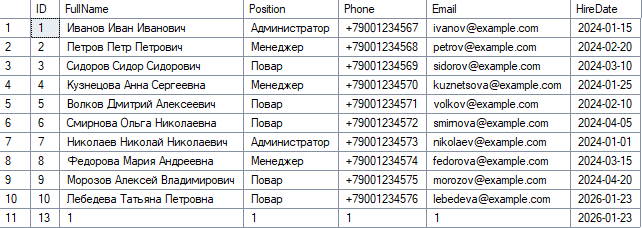 ID FullName Position Phone Email HireDate
1 1 Иванов Иван Иванович Администратор +79001234567 ivanov@example.com 2024-01-15
2 2 Петров Петр Петрович Менеджер +79001234568 petrov@example.com 2024-02-20
3 3 Сидоров Сидор Сидорович Повар +79001234569 sidorov@example.com 2024-03-10
4 4 Кузнецова Анна Сергеевна Менеджер +79001234570 kuznetsova@example.com 2024-01-25
5 5 Волков Дмитрий Алексеевич Повар +79001234571 volkov@example.com 2024-02-10
6 6 Смирнова Ольга Николаевна Повар +79001234572 smirnova@example.com 2024-04-05
7 7 Николаев Николай Николаевич Администратор +79001234573 nikolaev@example.com 2024-01-01
8 8 Федорова Мария Андреевна Менеджер +79001234574 fedorova@example.com 2024-03-15
9 9 Морозов Алексей Владимирович Повар +79001234575 morozov@example.com 2024-04-20
10 10 Лебедева Татьяна Петровна Повар +79001234576 lebedeva@example.com 2026-01-23
11 13 1 1 1 1 2026-01-23